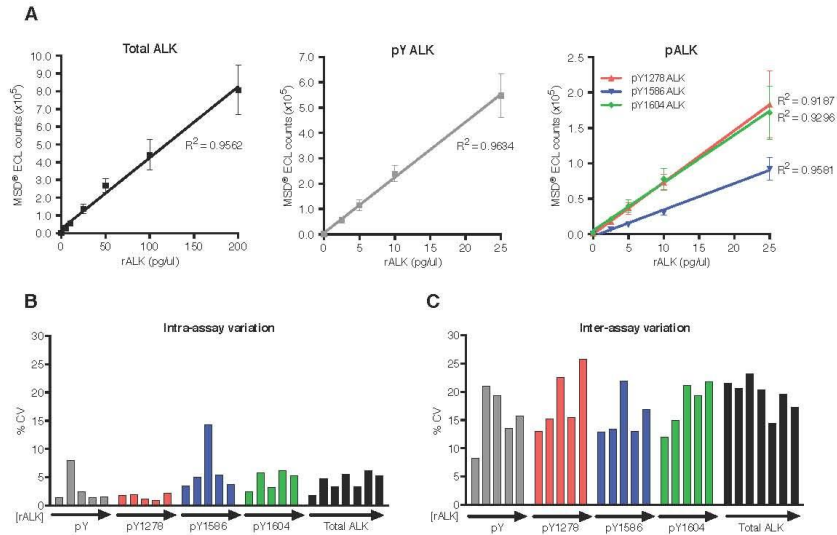 A
Total ALK
MSD® ECL counts (x10⁵)
10.0
9.0
8.0
7.0
6.0
5.0
4.0
3.0
2.0
1.0
0.0
R² = 0.9562
0 50 100 150 200
rALK (pg/ul)
pY ALK
MSD® ECL counts (x10⁵)
7.0
6.0
5.0
4.0
3.0
2.0
1.0
0.0
R² = 0.9634
0 5 10 15 20 25
rALK (pg/ul)
pALK
MSD® ECL counts (x10⁵)
2.5
2.0
1.5
1.0
0.5
0.0
pY1278 ALK
pY1586 ALK
pY1604 ALK
R² = 0.9187
R² = 0.9296
R² = 0.9581
0 5 10 15 20 25
rALK (pg/ul)
B
Intra-assay variation
% CV
30
25
20
15
10
5
0
[rALK]
pY pY1278 pY1586 pY1604 Total ALK
C
Inter-assay variation
% CV
30
25
20
15
10
5
0
[rALK]
pY pY1278 pY1586 pY1604 Total ALK